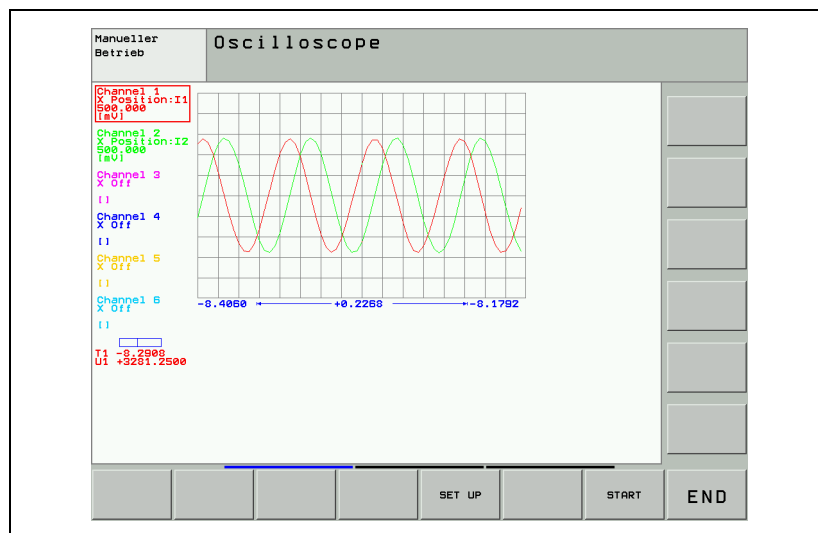 Manueller
Betrieb
Oscilloscope
Channel 1
X Position:I1
500.000
[mV]
Channel 2
X Position:I2
500.000
[mV]
Channel 3
X Off
[]
Channel 4
X Off
[]
Channel 5
X Off
[]
Channel 6
X Off
[]
-8.4060 +0.2268 -8.1792
T1 -8.2908
U1 +3281.2500
SET UP START END